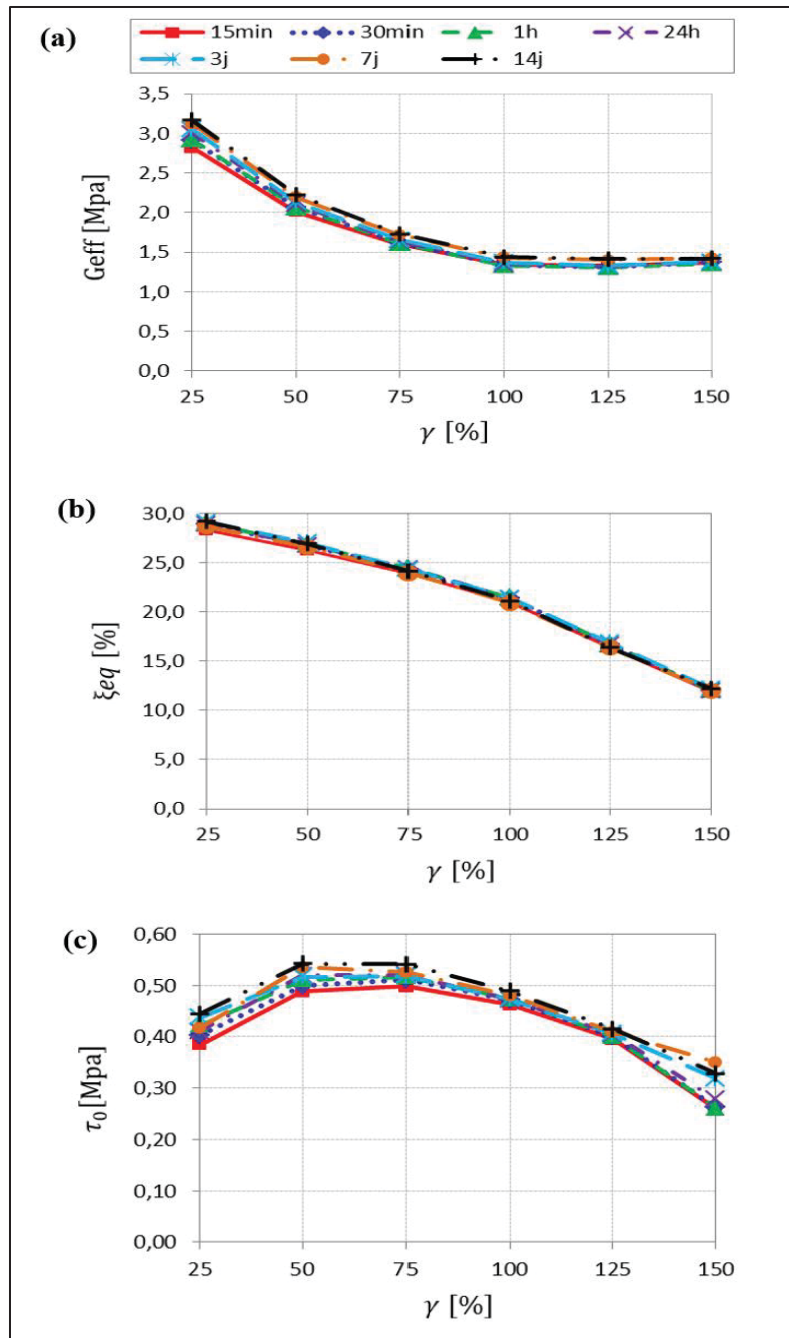 (a)
15min 30min 1h 24h
3j 7j 14j
3,5
3,0
2,5
2,0
1,5
1,0
0,5
0,0
Geff [Mpa]
25 50 75 100 125 150
γ [%]
(b)
30,0
25,0
20,0
15,0
10,0
5,0
0,0
ξeq [%]
25 50 75 100 125 150
γ [%]
(c)
0,60
0,50
0,40
0,30
0,20
0,10
0,00
τ₀[Mpa]
25 50 75 100 125 150
γ [%]